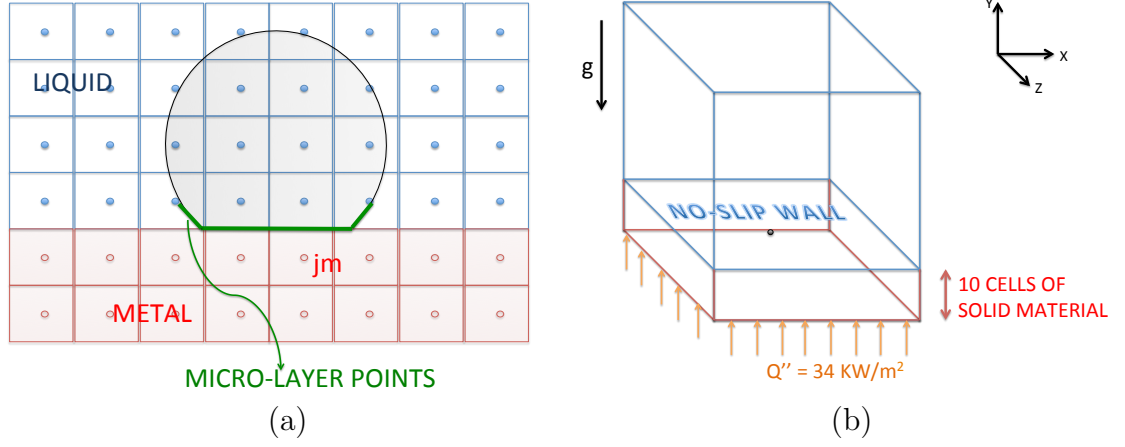 LIQUID
jm
METAL
MICRO-LAYER POINTS
(a)
g
Y
X
Z
NO-SLIP WALL
10 CELLS OF
SOLID MATERIAL
Q’’ = 34 KW/m²
(b)